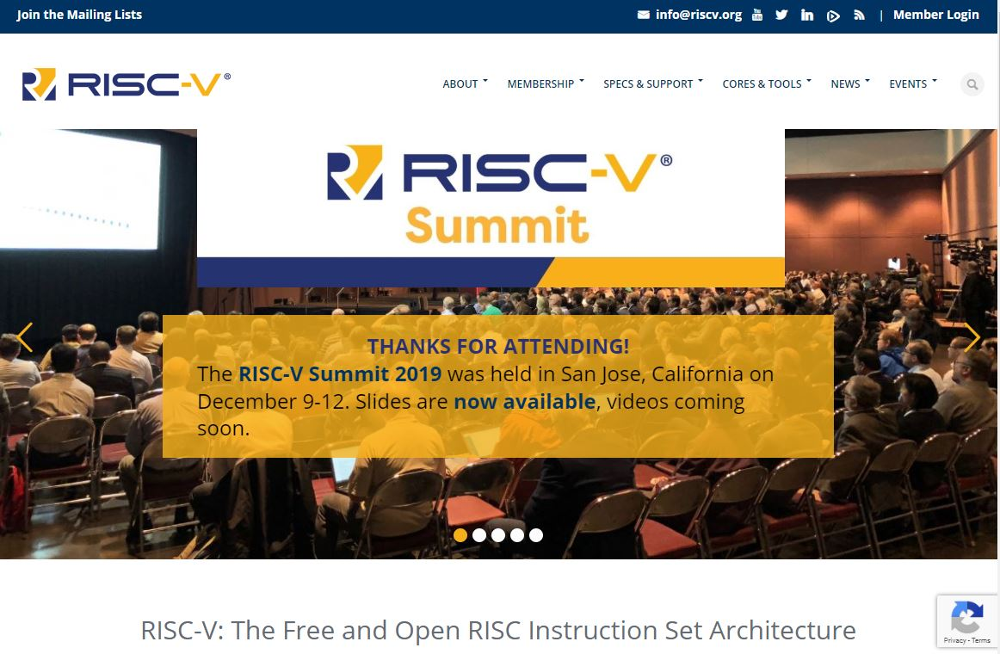 Join the Mailing Lists
info@riscv.org
You Tube
|
Member Login
RISC-V®
ABOUT
MEMBERSHIP
SPECS & SUPPORT
CORES & TOOLS
NEWS
EVENTS
RISC-V®
Summit
THANKS FOR ATTENDING!
The RISC-V Summit 2019 was held in San Jose, California on
December 9-12. Slides are now available, videos coming
soon.
RISC-V: The Free and Open RISC Instruction Set Architecture
Privacy - Terms